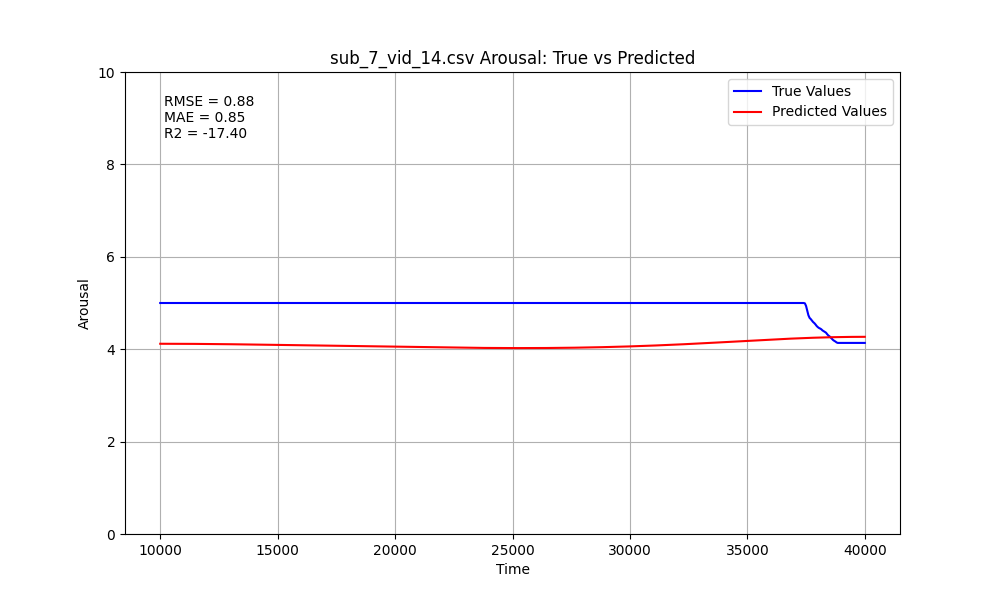 sub_7_vid_14.csv Arousal: True vs Predicted
RMSE = 0.88
MAE = 0.85
R2 = -17.40
True Values
Predicted Values
Arousal
10
8
6
4
2
0
10000 15000 20000 25000 30000 35000 40000
Time